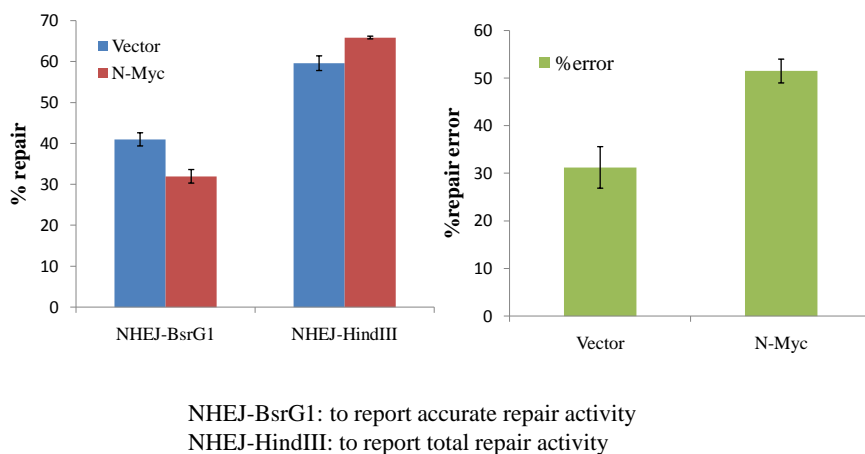 % repair
70
60
50
40
30
20
10
0
Vector
N-Myc
NHEJ-BsrG1
NHEJ-HindIII
%repair error
60
50
40
30
20
10
0
%error
Vector
N-Myc
NHEJ-BsrG1: to report accurate repair activity
NHEJ-HindIII: to report total repair activity